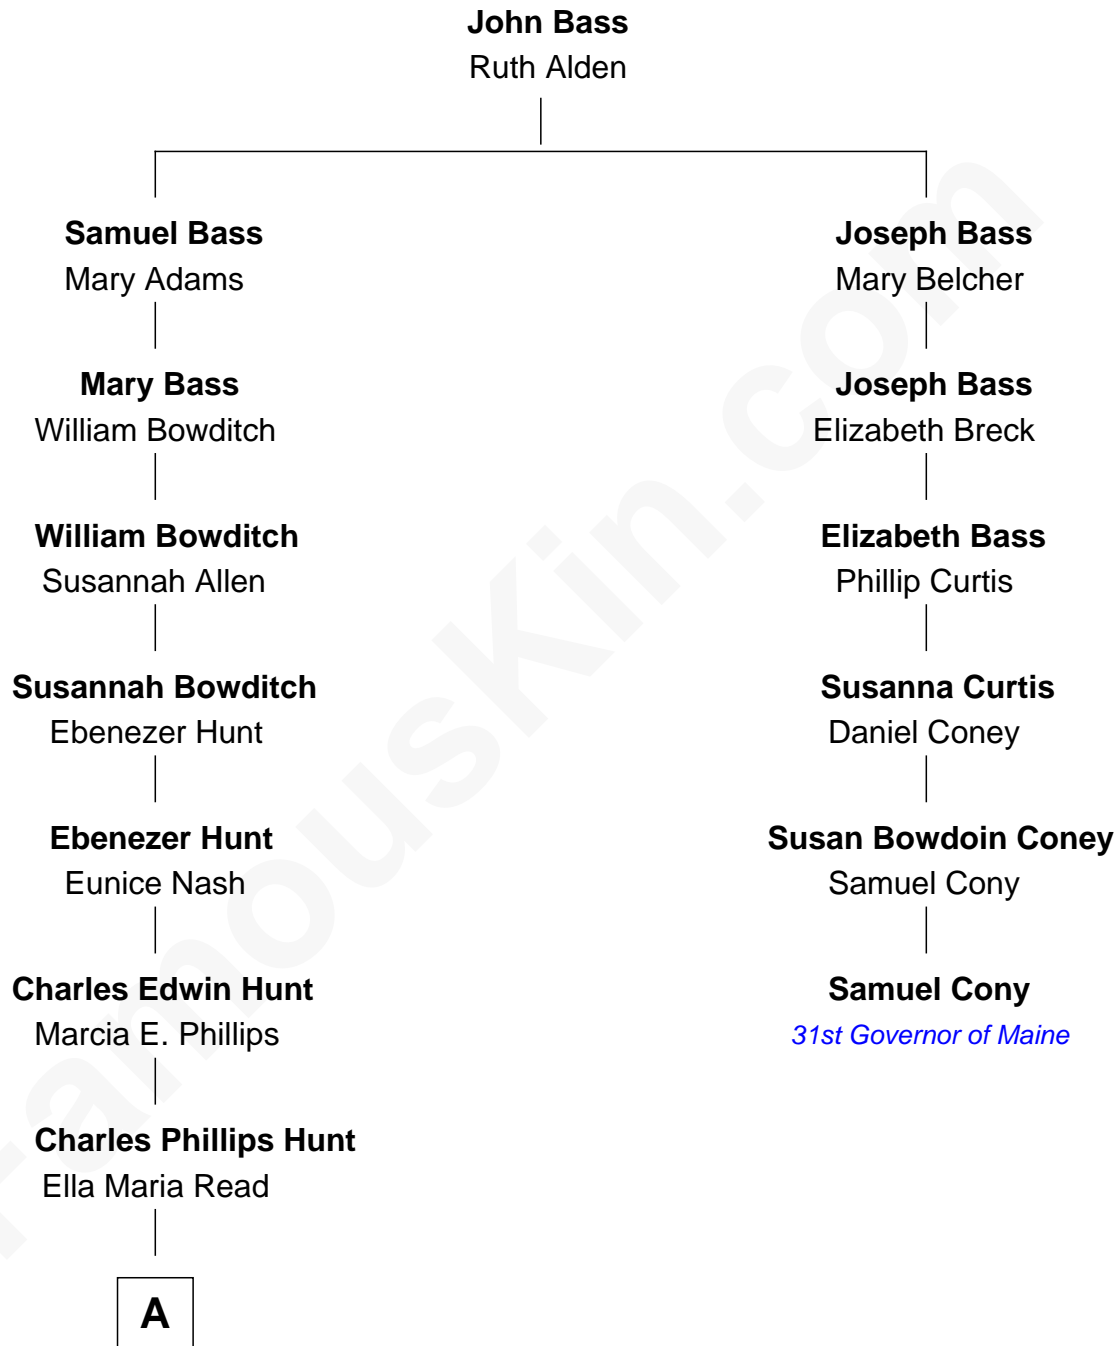 John Bass
Ruth Alden
Samuel Bass
Mary Adams
Joseph Bass
Mary Belcher
Mary Bass
William Bowditch
Joseph Bass
Elizabeth Breck
William Bowditch
Susannah Allen
Elizabeth Bass
Phillip Curtis
Susannah Bowditch
Ebenezer Hunt
Susanna Curtis
Daniel Coney
Ebenezer Hunt
Eunice Nash
Susan Bowdoin Coney
Samuel Cony
Charles Edwin Hunt
Marcia E. Phillips
Samuel Cony
31st Governor of Maine
Charles Phillips Hunt
Ella Maria Read
A
FamousKin.com